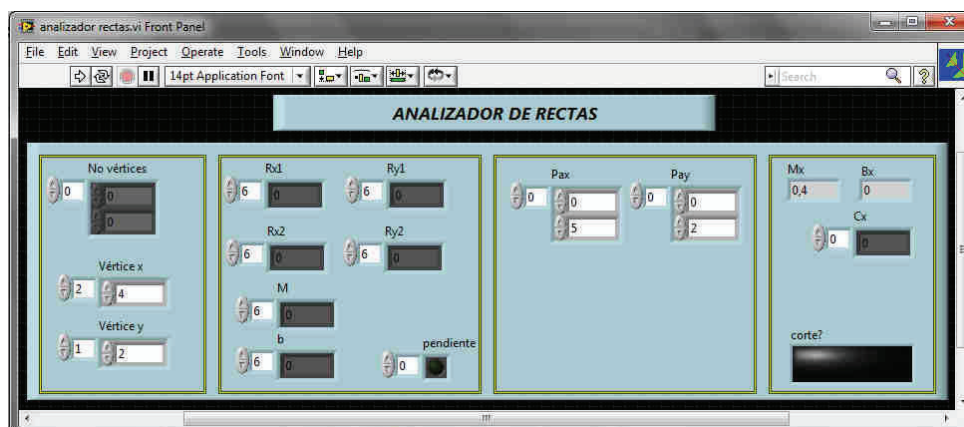 analizador rectas.vi Front Panel
File Edit View Project Operate Tools Window Help
14pt Application Font
Search
ANALIZADOR DE RECTAS
No vértices
0
0
0
Vértice x
2 4
Vértice y
1 2
Rx1 Ry1
6 0 6 0
Rx2 Ry2
6 0 6 0
M
6 0
b
6 0
pendiente
0
Pax Pay
0 0 0 0
5 2
Mx Bx
0,4 0
Cx
0 0
corte?